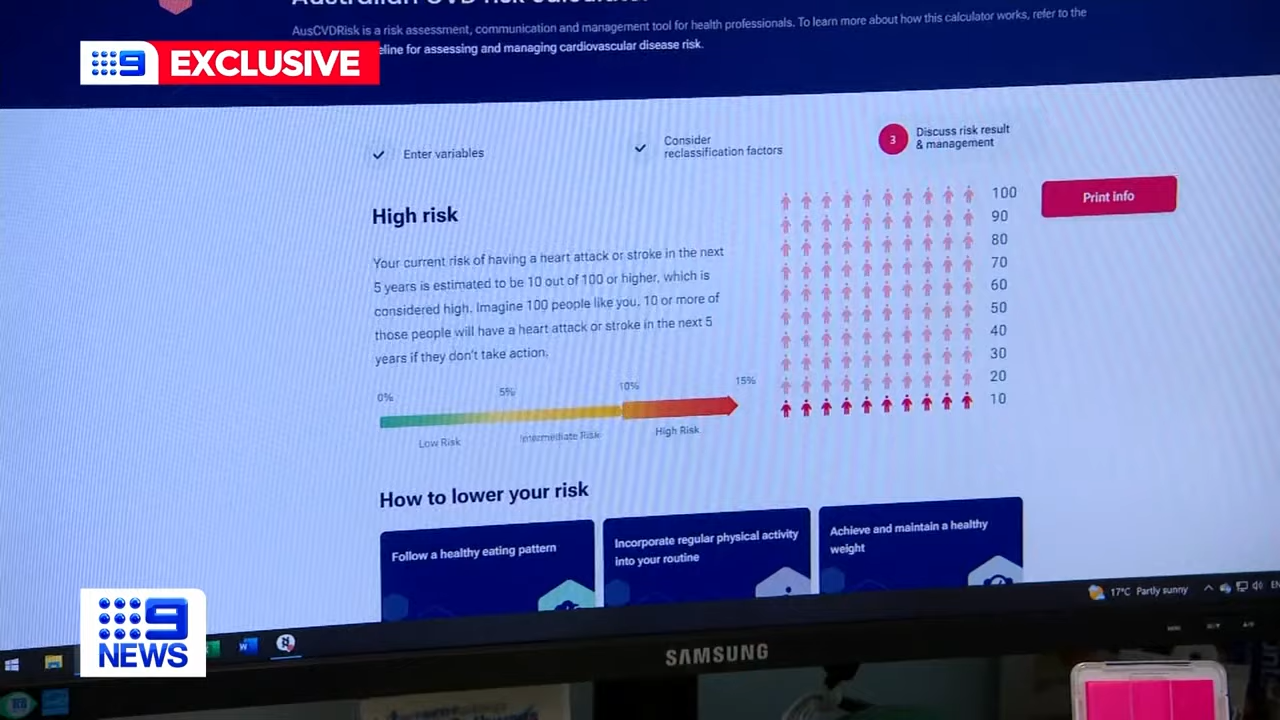 AusCVDRisk is a risk assessment, communication and management tool for health professionals. To learn more about how this calculator works, refer to the
for assessing and managing cardiovascular disease risk.
9 EXCLUSIVE
Enter variables
Consider
reclassification factors
3
Discuss risk result
& management
High risk
Your current risk of having a heart attack or stroke in the next
5 years is estimated to be 10 out of 100 or higher, which is
considered high. Imagine 100 people like you. 10 or more of
those people will have a heart attack or stroke in the next 5
years if they don't take action.
0%
5%
10%
15%
Low Risk
Intermediate Risk
High Risk
100
90
80
70
60
50
40
30
20
10
Print info
How to lower your risk
Follow a healthy eating pattern
Incorporate regular physical activity
into your routine
Achieve and maintain a healthy
weight
17°C Partly sunny
9
NEWS
SAMSUNG